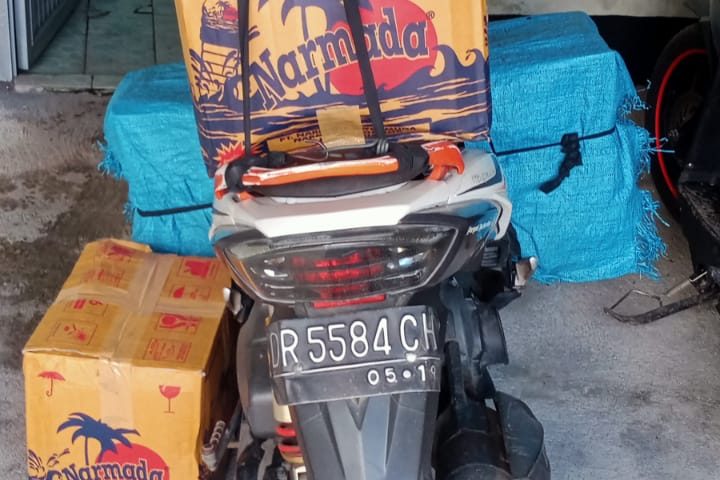 Narmada
DR 5584 CH
05•19
Narmada